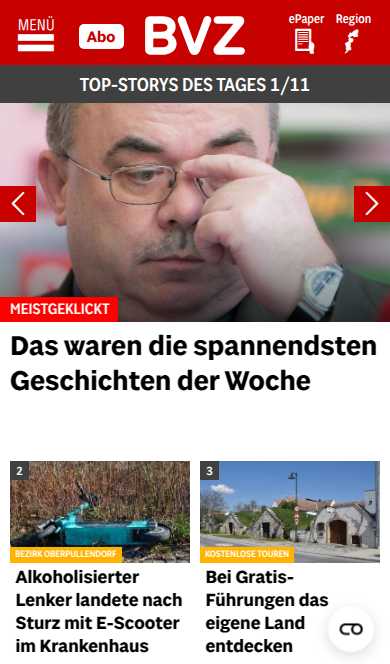 MENÜ
Abo
BVZ
ePaper
Region
TOP-STORYS DES TAGES 1/11
MEISTGEKLICKT
Das waren die spannendsten
Geschichten der Woche
2
BEZIRK OBERPULLENDORF
Alkoholisierter
Lenker landete nach
Sturz mit E-Scooter
im Krankenhaus
3
KOSTENLOSE TOUREN
Bei Gratis-
Führungen das
eigene Land
entdecken